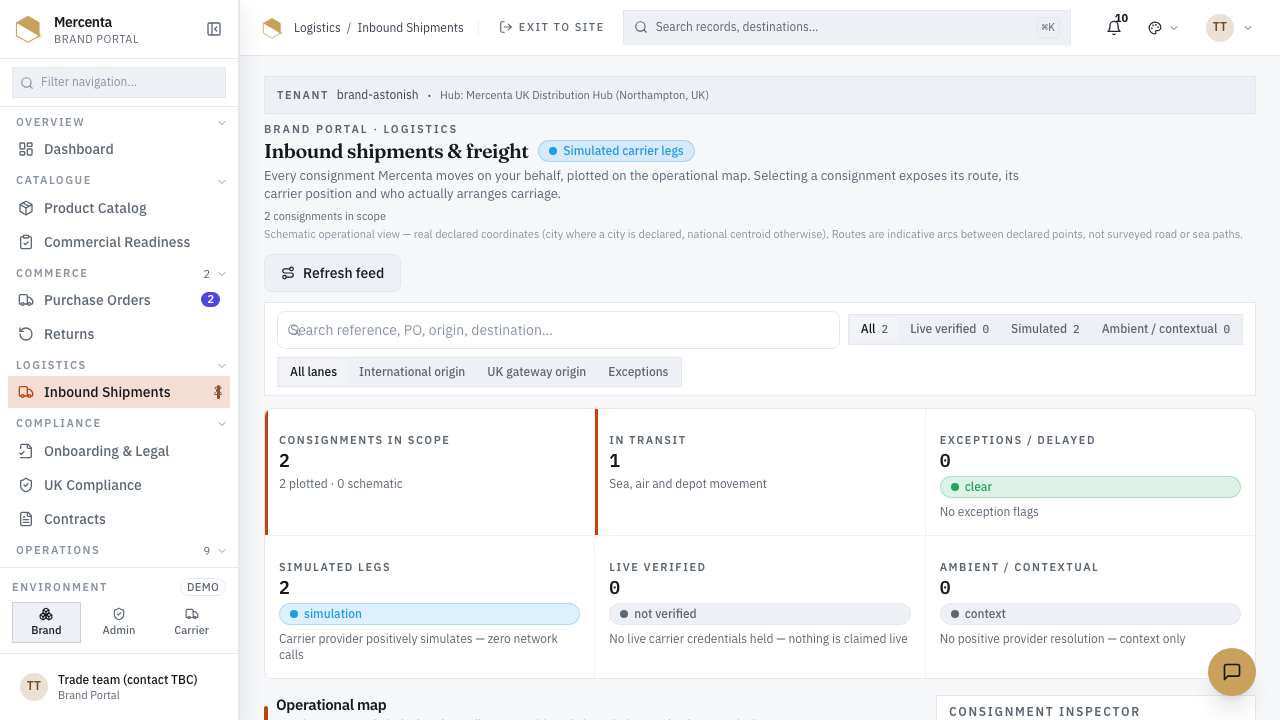 Mercenta
BRAND PORTAL
Filter navigation...
OVERVIEW
Dashboard
CATALOGUE
Product Catalog
Commercial Readiness
COMMERCE 2
Purchase Orders 2
Returns
LOGISTICS
Inbound Shipments
COMPLIANCE
Onboarding & Legal
UK Compliance
Contracts
OPERATIONS 9
ENVIRONMENT DEMO
Brand Admin Carrier
TT Trade team (contact TBC)
Brand Portal
Logistics / Inbound Shipments EXIT TO SITE Search records, destinations... ⌘K 10 TT
TENANT brand-astonish • Hub: Mercenta UK Distribution Hub (Northampton, UK)
BRAND PORTAL · LOGISTICS
Inbound shipments & freight Simulated carrier legs
Every consignment Mercenta moves on your behalf, plotted on the operational map. Selecting a consignment exposes its route, its
carrier position and who actually arranges carriage.
2 consignments in scope
Schematic operational view — real declared coordinates (city where a city is declared, national centroid otherwise). Routes are indicative arcs between declared points, not surveyed road or sea paths.
Refresh feed
Search reference, PO, origin, destination...
All 2 Live verified 0 Simulated 2 Ambient / contextual 0
All lanes International origin UK gateway origin Exceptions
CONSIGNMENTS IN SCOPE
2
2 plotted · 0 schematic
IN TRANSIT
1
Sea, air and depot movement
EXCEPTIONS / DELAYED
0
clear
No exception flags
SIMULATED LEGS
2
simulation
Carrier provider positively simulates — zero network
calls
LIVE VERIFIED
0
not verified
No live carrier credentials held — nothing is claimed live
AMBIENT / CONTEXTUAL
0
context
No positive provider resolution — context only
Operational map
CONSIGNMENT INSPECTOR